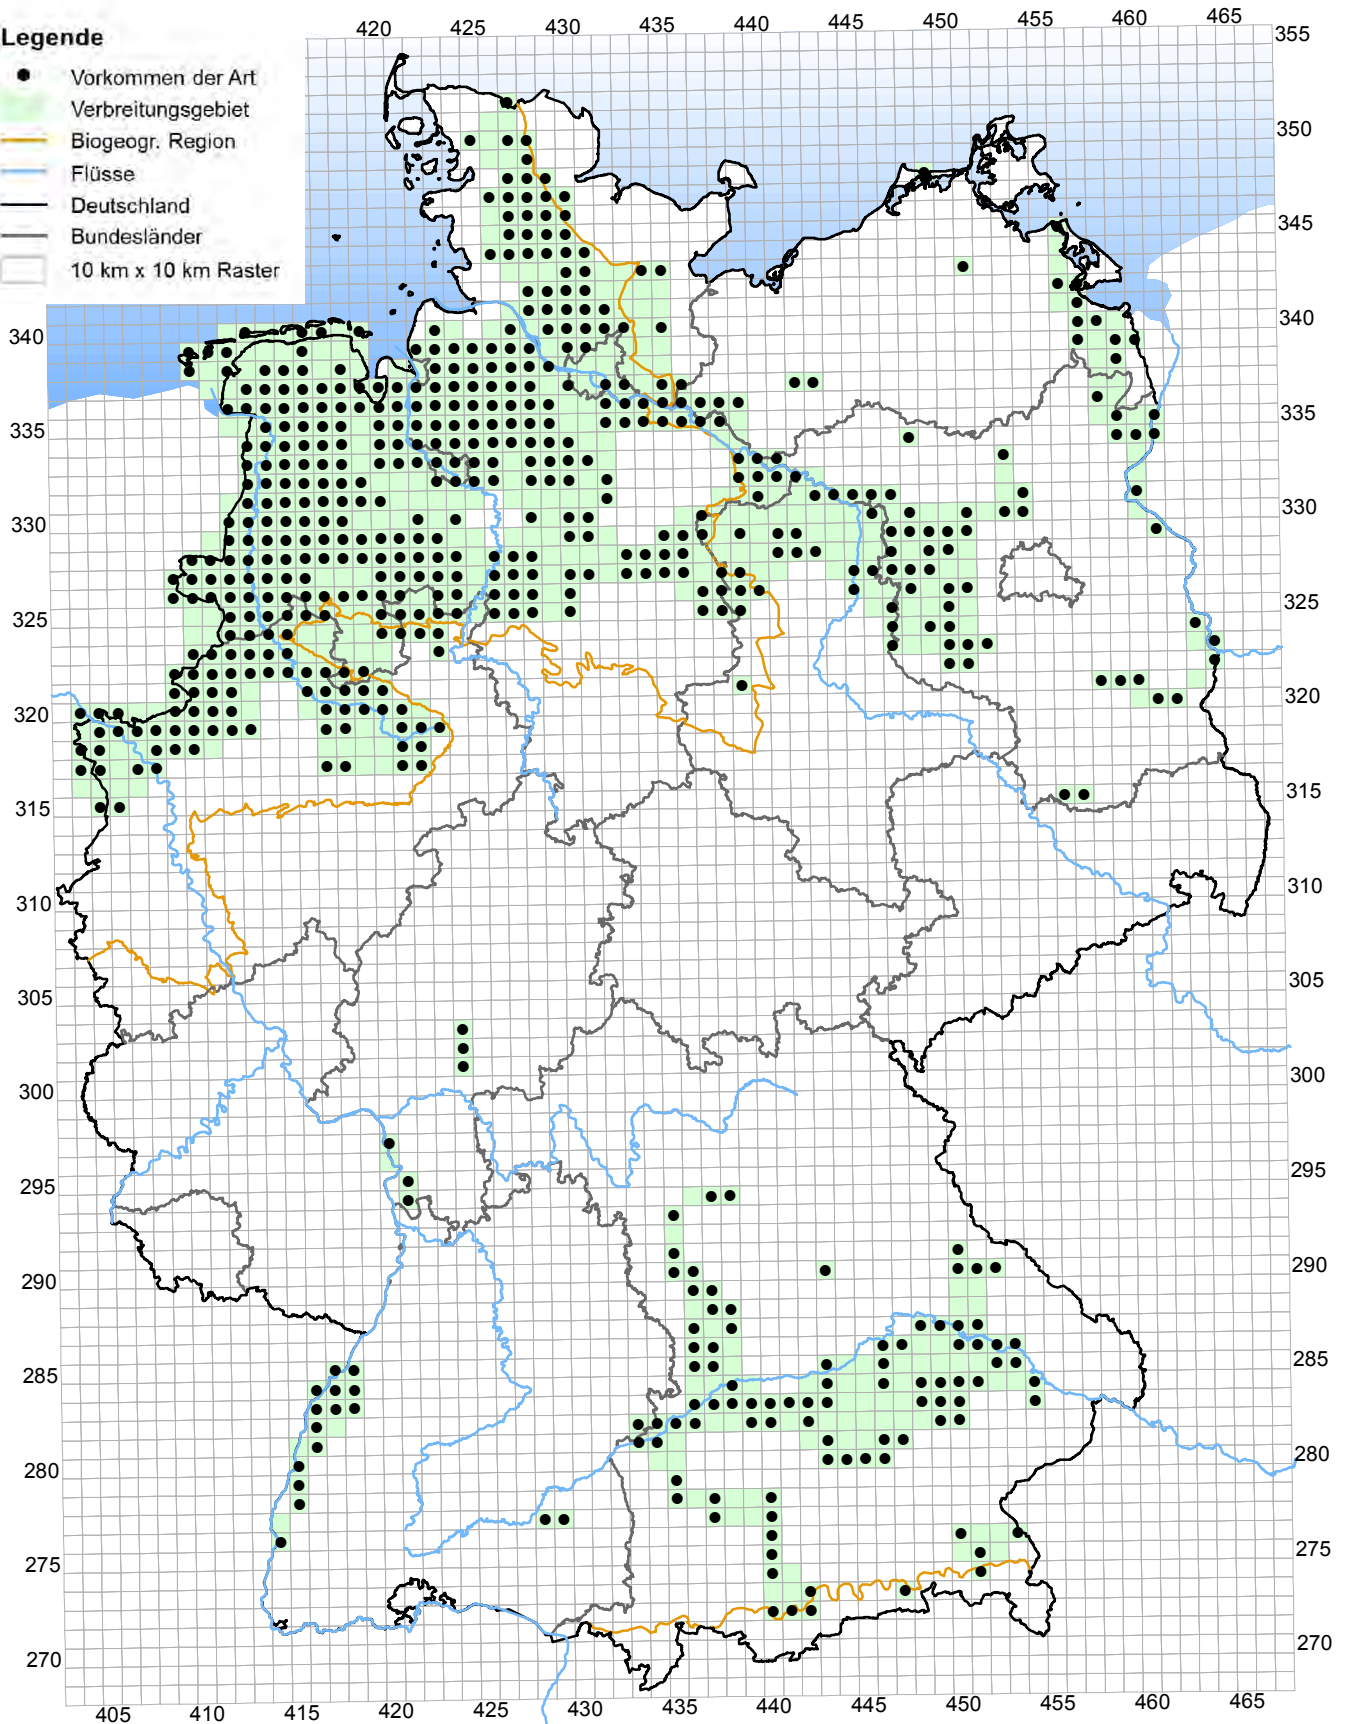 420 425 430 435 440 445 450 455 460 465
Legende
355
Vorkommen der Art
Verbreitungsgebiet
350
Biogeogr. Region
Flüsse
Deutschland
345
Bundesländer
10 km x 10 km Raster
340 340
335 335
330 330
325 325
320 320
315 315
310 310
305 305
300 300
295 295
290 290
285 285
280 280
275 275
270 270
405 410 415 420 425 430 435 440 445 450 455 460 465